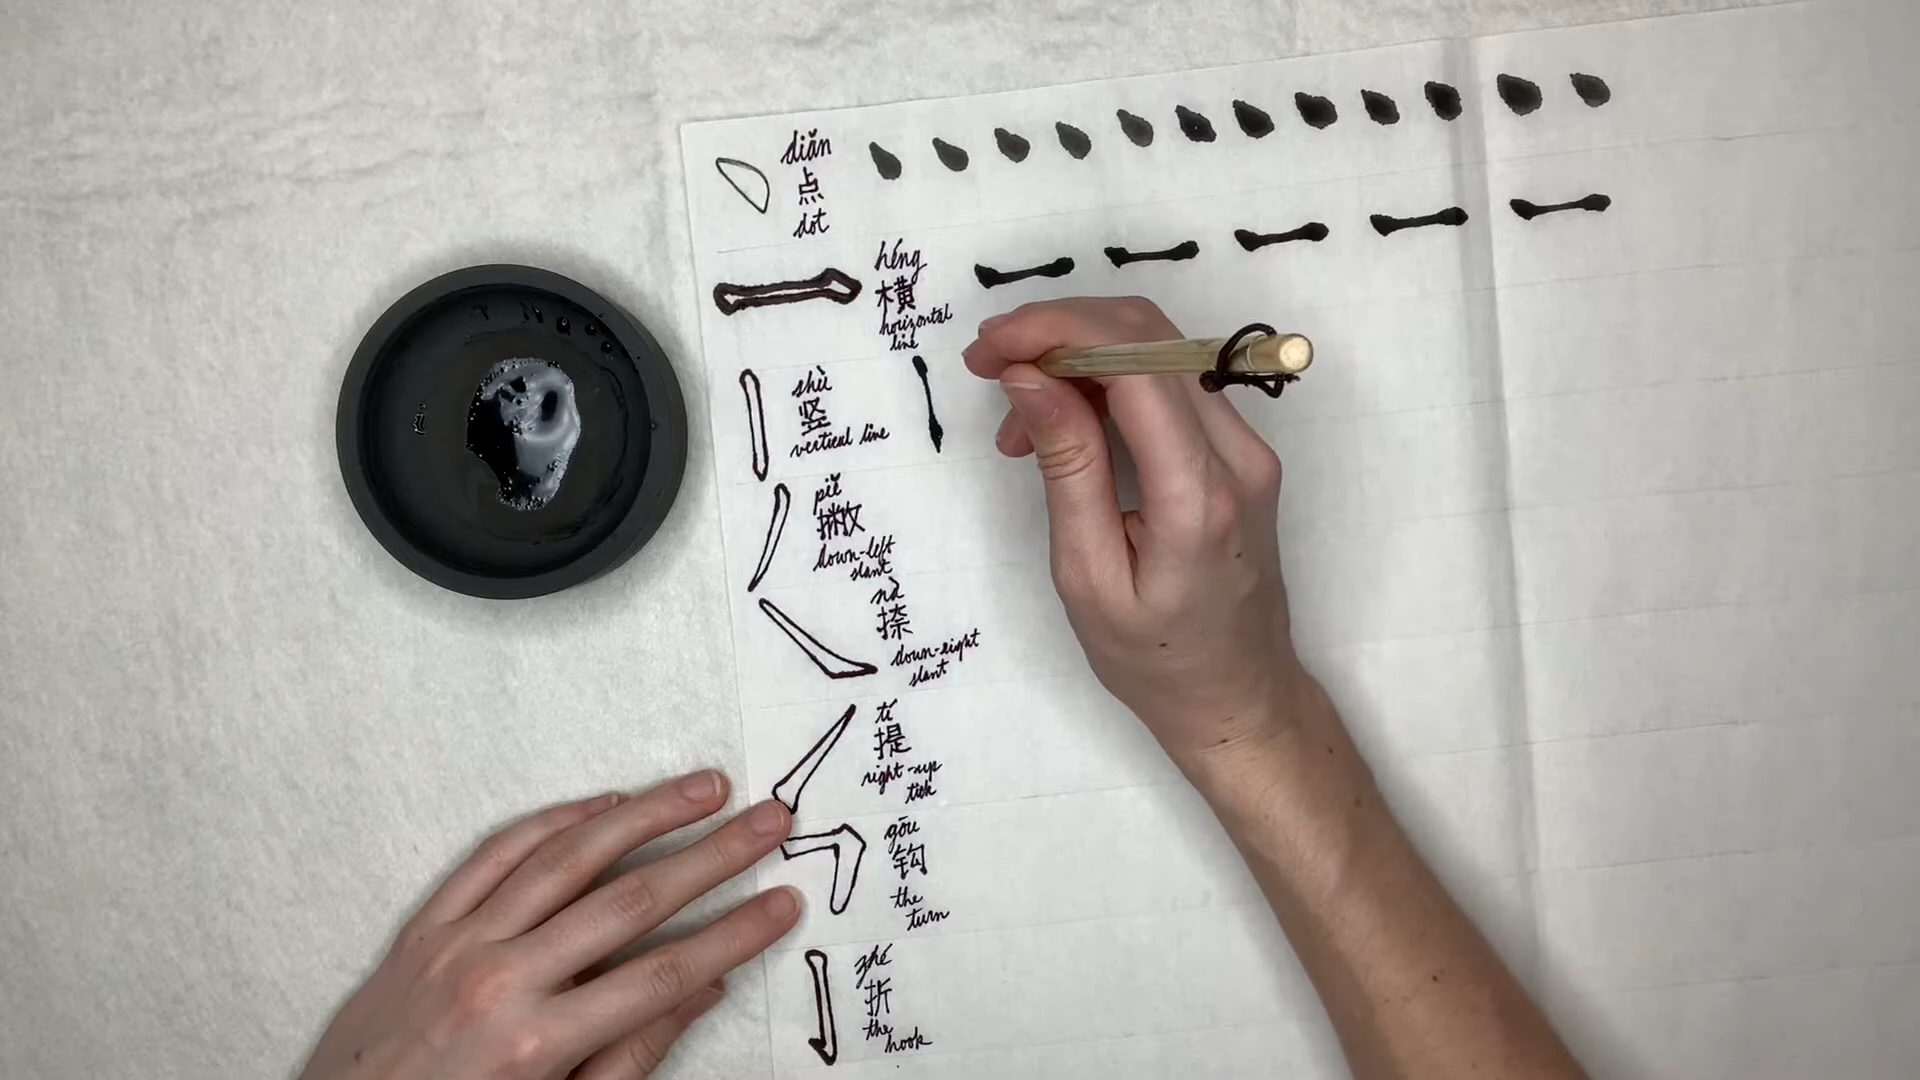 diǎn
点
dot
héng
横
horizontal
line
shù
竖
vertical line
piě
撇
down-left
slant
nà
捺
down-right
slant
tí
提
right-up
tick
gōu
钩
the
turn
zhé
折
the
hook